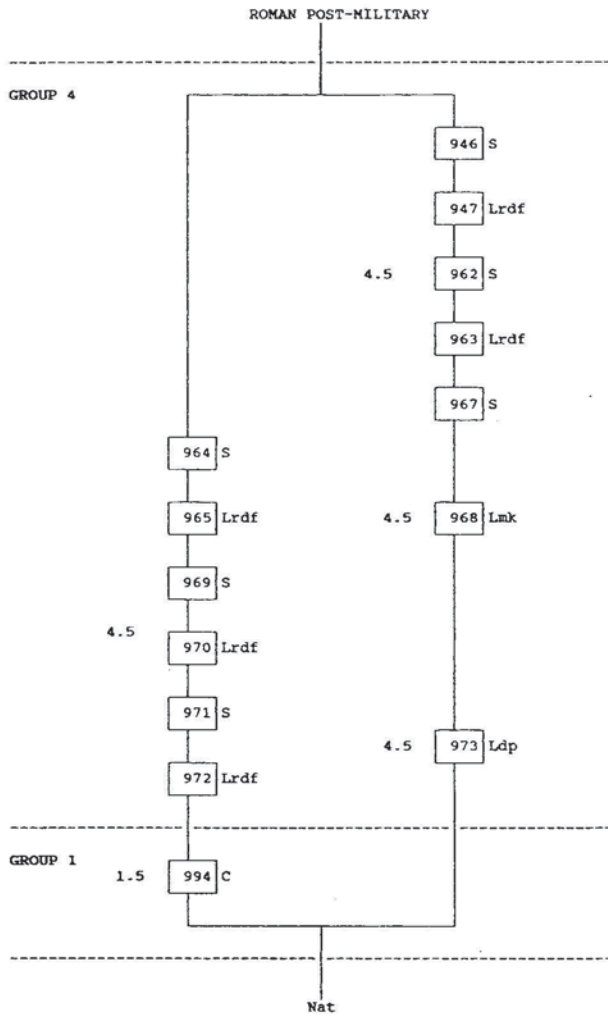 ROMAN POST-MILITARY
GROUP 4
946 S
947 Lrdf
4.5 962 S
963 Lrdf
967 S
964 S
965 Lrdf 4.5 968 Lmk
969 S
4.5
970 Lrdf
971 S
4.5 973 Ldp
972 Lrdf
GROUP 1
1.5 994 C
Nat